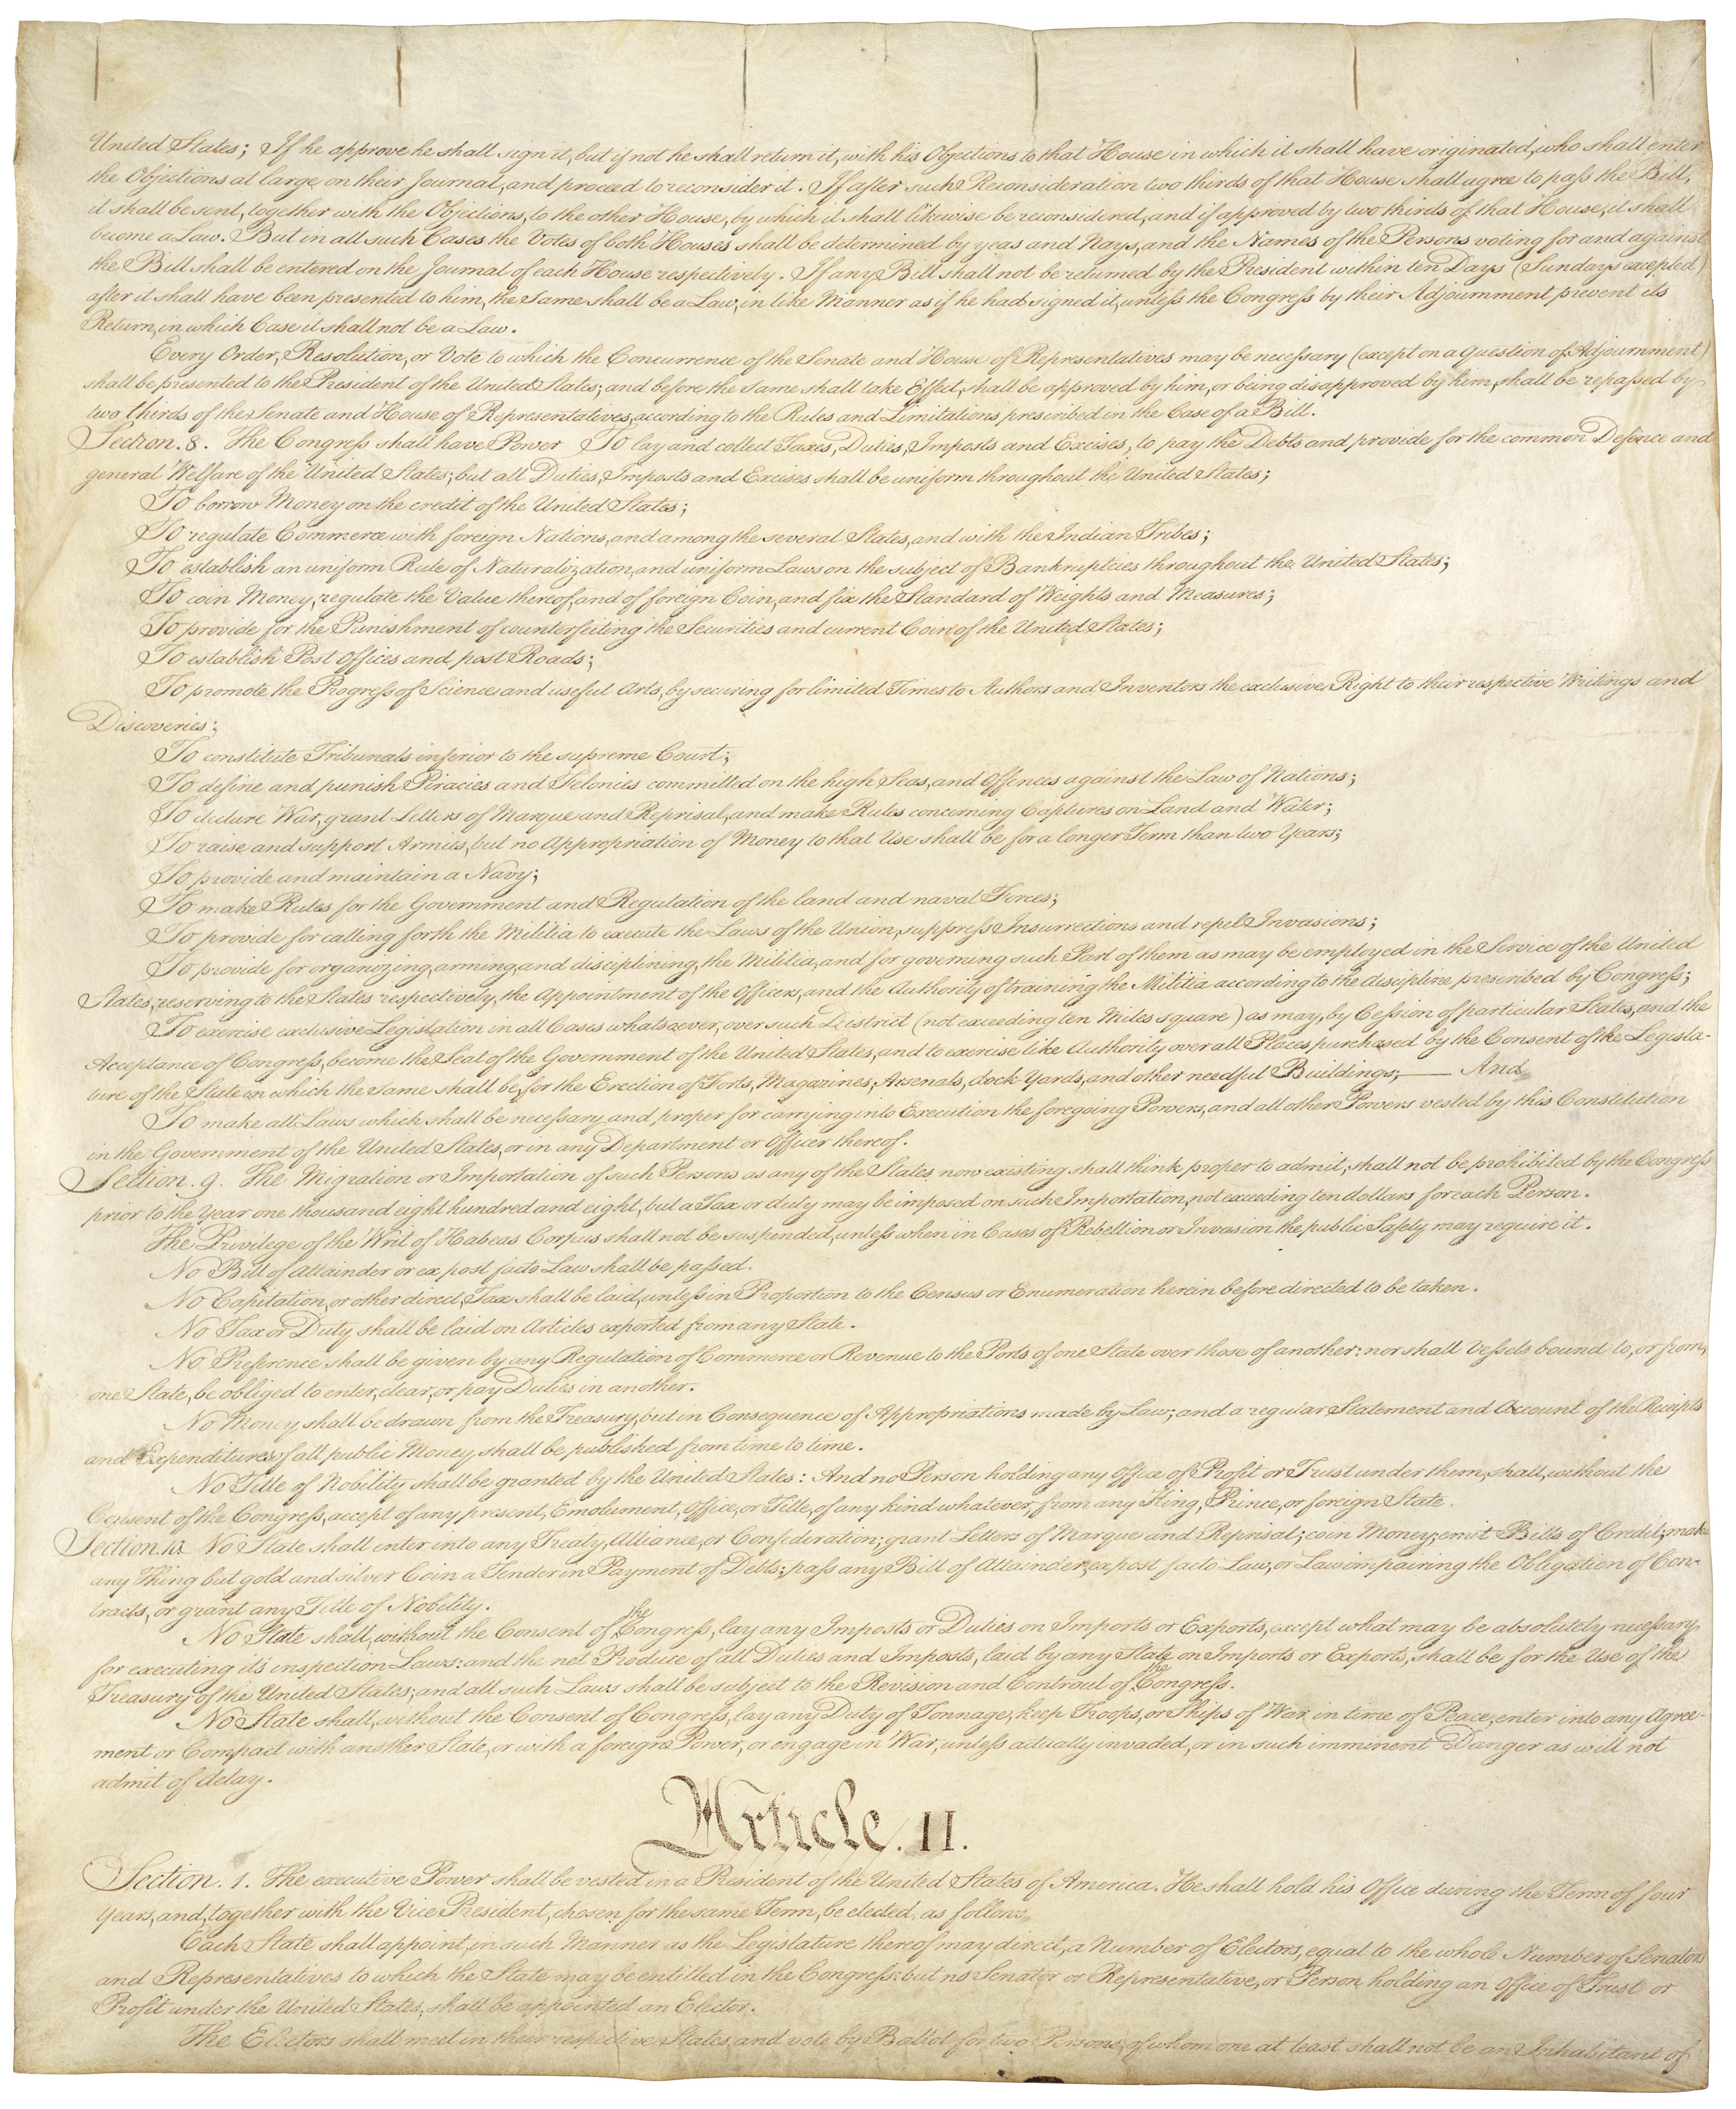 United States; If he approve he shall sign it, but if not he shall return it, with his Objections to that House in which it shall have originated, who shall enter
the Objections at large on their Journal, and proceed to reconsider it. If after such Reconsideration two thirds of that House shall agree to pass the Bill,
it shall be sent, together with the Objections, to the other House, by which it shall likewise be reconsidered, and if approved by two thirds of that House, it shall
become a Law. But in all such Cases the Votes of both Houses shall be determined by yeas and Nays, and the Names of the Persons voting for and against
the Bill shall be entered on the Journal of each House respectively. If any Bill shall not be returned by the President within ten Days (Sundays excepted)
after it shall have been presented to him, the Same shall be a Law, in like Manner as if he had signed it, unless the Congress by their Adjournment prevent its
Return, in which Case it shall not be a Law.
Every Order, Resolution, or Vote to which the Concurrence of the Senate and House of Representatives may be necessary (except on a question of Adjournment)
shall be presented to the President of the United States; and before the Same shall take Effect, shall be approved by him, or being disapproved by him, shall be repassed by
two thirds of the Senate and House of Representatives, according to the Rules and Limitations prescribed in the Case of a Bill.
Section. 8. The Congress shall have Power To lay and collect Taxes, Duties, Imposts and Excises, to pay the Debts and provide for the common Defence and
general Welfare of the United States; but all Duties, Imposts and Excises shall be uniform throughout the United States;
To borrow Money on the credit of the United States;
To regulate Commerce with foreign Nations, and among the several States, and with the Indian Tribes;
To establish an uniform Rule of Naturalization, and uniform Laws on the subject of Bankruptcies throughout the United States;
To coin Money, regulate the Value thereof, and of foreign Coin, and fix the Standard of Weights and Measures;
To provide for the Punishment of counterfeiting the Securities and current Coin of the United States;
To establish Post Offices and post Roads;
To promote the Progress of Science and useful Arts, by securing for limited Times to Authors and Inventors the exclusive Right to their respective Writings and
Discoveries;
To constitute Tribunals inferior to the supreme Court;
To define and punish Piracies and Felonies committed on the high Seas, and Offences against the Law of Nations;
To declare War, grant Letters of Marque and Reprisal, and make Rules concerning Captures on Land and Water;
To raise and support Armies, but no Appropriation of Money to that Use shall be for a longer Term than two Years;
To provide and maintain a Navy;
To make Rules for the Government and Regulation of the land and naval Forces;
To provide for calling forth the Militia to execute the Laws of the Union, suppress Insurrections and repel Invasions;
To provide for organizing, arming, and disciplining, the Militia, and for governing such Part of them as may be employed in the Service of the United
States, reserving to the States respectively, the Appointment of the Officers, and the Authority of training the Militia according to the discipline prescribed by Congress;
To exercise exclusive Legislation in all Cases whatsoever, over such District (not exceeding ten Miles square) as may, by Cession of particular States, and the
Acceptance of Congress, become the Seat of the Government of the United States, and to exercise like Authority over all Places purchased by the Consent of the Legisla-
ture of the State in which the Same shall be, for the Erection of Forts, Magazines, Arsenals, dock-Yards, and other needful Buildings;—— And
To make all Laws which shall be necessary and proper for carrying into Execution the foregoing Powers, and all other Powers vested by this Constitution
in the Government of the United States, or in any Department or Officer thereof.
Section. 9. The Migration or Importation of such Persons as any of the States now existing shall think proper to admit, shall not be prohibited by the Congress
prior to the Year one thousand eight hundred and eight, but a Tax or duty may be imposed on such Importation, not exceeding ten dollars for each Person.
The Privilege of the Writ of Habeas Corpus shall not be suspended, unless when in Cases of Rebellion or Invasion the public Safety may require it.
No Bill of Attainder or ex post facto Law shall be passed.
No Capitation, or other direct, Tax shall be laid, unless in Proportion to the Census or Enumeration herein before directed to be taken.
No Tax or Duty shall be laid on Articles exported from any State.
No Preference shall be given by any Regulation of Commerce or Revenue to the Ports of one State over those of another: nor shall Vessels bound to, or from,
one State, be obliged to enter, clear, or pay Duties in another.
No Money shall be drawn from the Treasury, but in Consequence of Appropriations made by Law; and a regular Statement and Account of the Receipts
and Expenditures of all public Money shall be published from time to time.
No Title of Nobility shall be granted by the United States: And no Person holding any Office of Profit or Trust under them, shall, without the
Consent of the Congress, accept of any present, Emolument, Office, or Title, of any kind whatever, from any King, Prince, or foreign State.
Section. 10. No State shall enter into any Treaty, Alliance, or Confederation; grant Letters of Marque and Reprisal; coin Money; emit Bills of Credit; make
any Thing but gold and silver Coin a Tender in Payment of Debts; pass any Bill of Attainder, ex post facto Law, or Law impairing the Obligation of Con-
tracts, or grant any Title of Nobility.
No State shall, without the Consent of the Congress, lay any Imposts or Duties on Imports or Exports, except what may be absolutely necessary
for executing it's inspection Laws: and the net Produce of all Duties and Imposts, laid by any State on Imports or Exports, shall be for the Use of the
Treasury of the United States; and all such Laws shall be subject to the Revision and Controul of the Congress.
No State shall, without the Consent of Congress, lay any Duty of Tonnage, keep Troops, or Ships of War in time of Peace, enter into any Agree-
ment or Compact with another State, or with a foreign Power, or engage in War, unless actually invaded, or in such imminent Danger as will not
admit of delay.
Article. II.
Section. 1. The executive Power shall be vested in a President of the United States of America. He shall hold his Office during the Term of four
Years, and, together with the Vice President, chosen for the same Term, be elected, as follows
Each State shall appoint, in such Manner as the Legislature thereof may direct, a Number of Electors, equal to the whole Number of Senators
and Representatives to which the State may be entitled in the Congress: but no Senator or Representative, or Person holding an Office of Trust or
Profit under the United States, shall be appointed an Elector.
The Electors shall meet in their respective States, and vote by Ballot for two Persons, of whom one at least shall not be an Inhabitant of